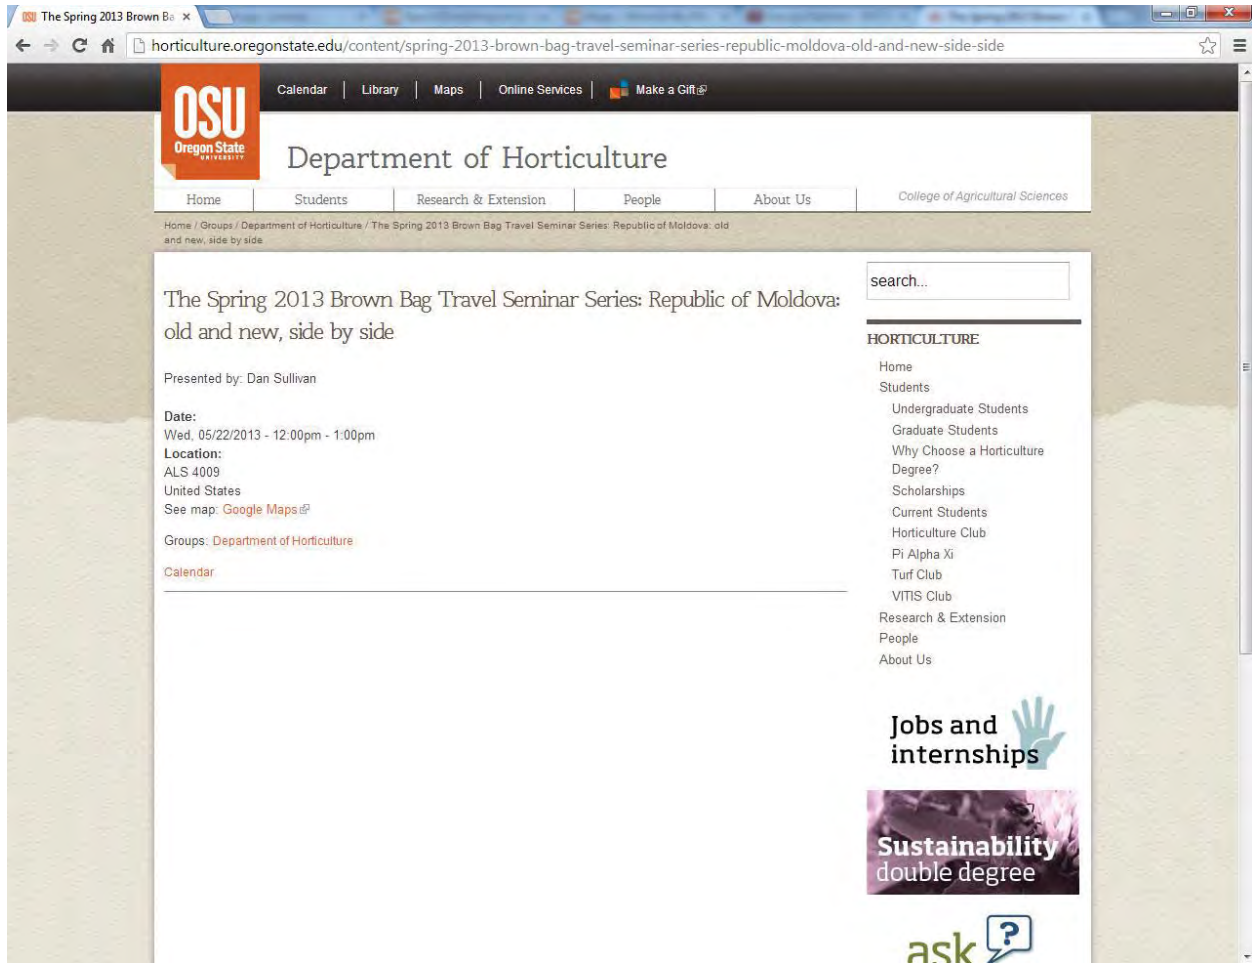 The Spring 2013 Brown Ba
horticulture.oregonstate.edu/content/spring-2013-brown-bag-travel-seminar-series-republic-moldova-old-and-new-side-side
OSU
Oregon State
UNIVERSITY
Calendar | Library | Maps | Online Services | Make a Gift
Department of Horticulture
Home | Students | Research & Extension | People | About Us |
College of Agricultural Sciences
Home / Groups / Department of Horticulture / The Spring 2013 Brown Bag Travel Seminar Series: Republic of Moldova: old
and new, side by side
The Spring 2013 Brown Bag Travel Seminar Series: Republic of Moldova:
old and new, side by side
Presented by: Dan Sullivan
Date:
Wed, 05/22/2013 - 12:00pm - 1:00pm
Location:
ALS 4009
United States
See map: Google Maps
Groups: Department of Horticulture
Calendar
search...
HORTICULTURE
Home
Students
Undergraduate Students
Graduate Students
Why Choose a Horticulture
Degree?
Scholarships
Current Students
Horticulture Club
Pi Alpha Xi
Turf Club
VITIS Club
Research & Extension
People
About Us
Jobs and
internships
Sustainability
double degree
ask ?